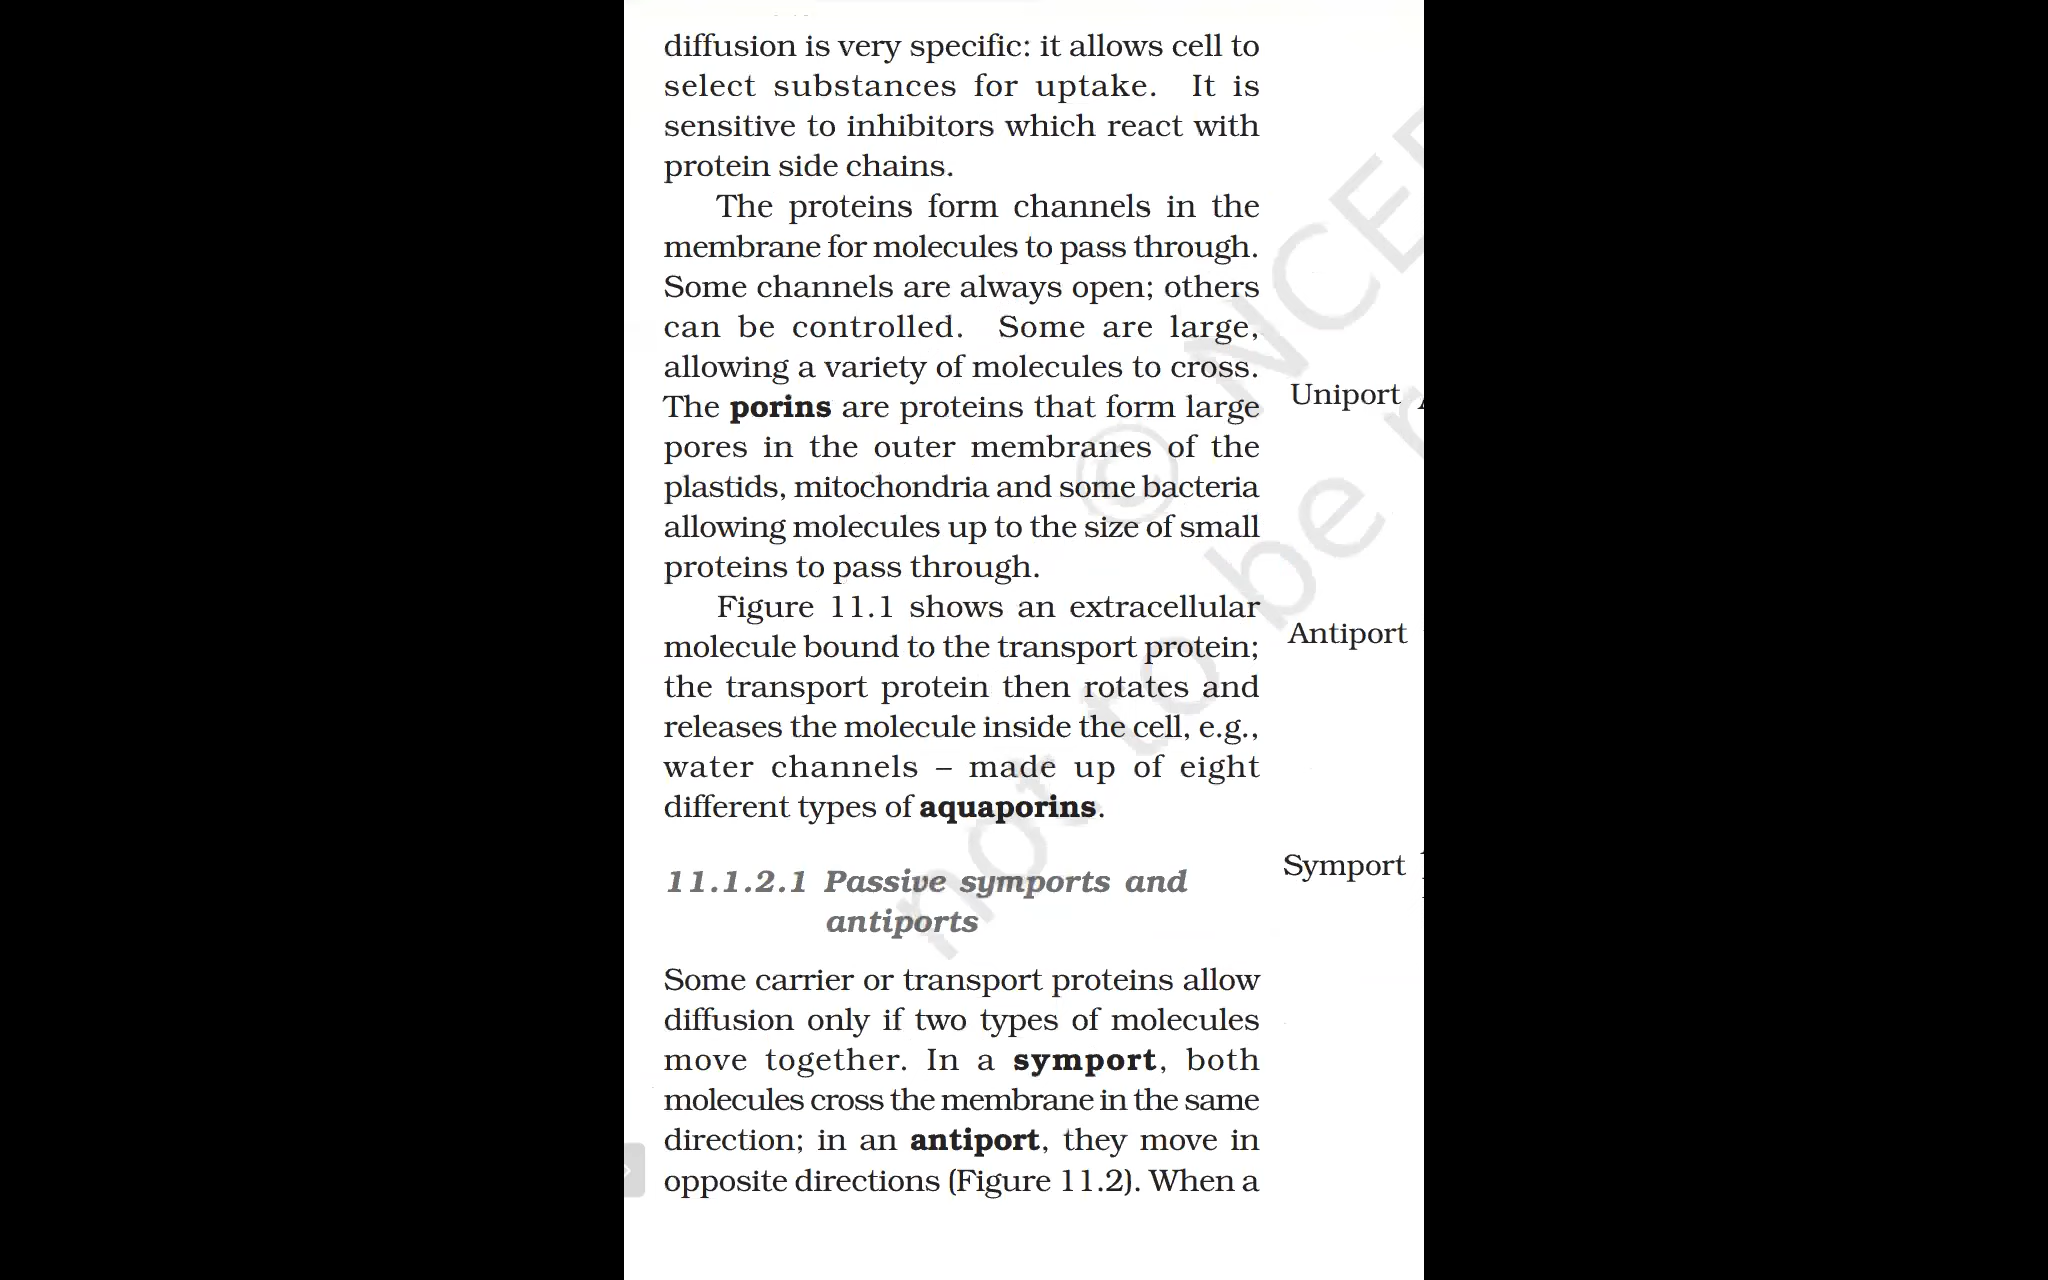 diffusion is very specific: it allows cell to
select substances for uptake. It is
sensitive to inhibitors which react with
protein side chains.
The proteins form channels in the
membrane for molecules to pass through.
Some channels are always open; others
can be controlled. Some are large,
allowing a variety of molecules to cross.
The porins are proteins that form large
pores in the outer membranes of the
plastids, mitochondria and some bacteria
allowing molecules up to the size of small
proteins to pass through.
Figure 11.1 shows an extracellular
molecule bound to the transport protein;
the transport protein then rotates and
releases the molecule inside the cell, e.g.,
water channels – made up of eight
different types of aquaporins.
11.1.2.1 Passive symports and
antiports
Some carrier or transport proteins allow
diffusion only if two types of molecules
move together. In a symport, both
molecules cross the membrane in the same
direction; in an antiport, they move in
opposite directions (Figure 11.2). When a
Uniport
Antiport
Symport
© NCE
not to be